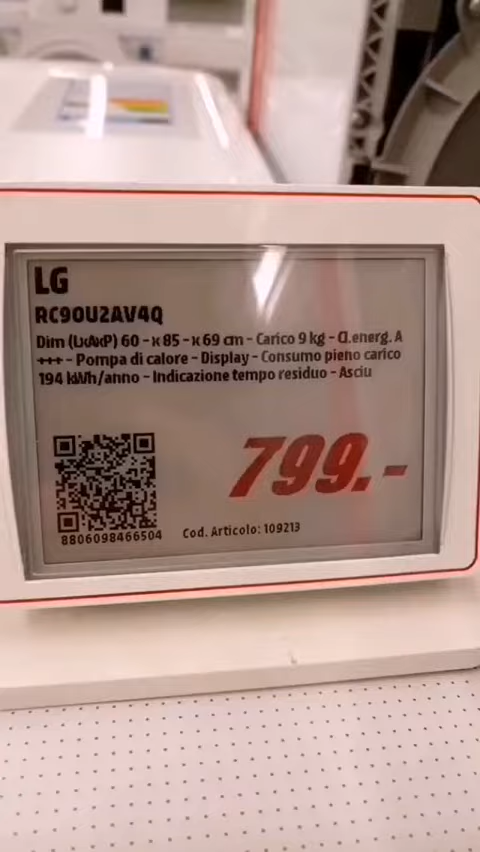 LG
RC90U2AV4Q
Dim (LxAxP) 60 - x 85 - x 69 cm - Carico 9 kg - Cl.energ. A
+++ - Pompa di calore - Display - Consumo pieno carico
194 kWh/anno - Indicazione tempo residuo - Asciu
799.-
8806098466504
Cod. Articolo: 109213